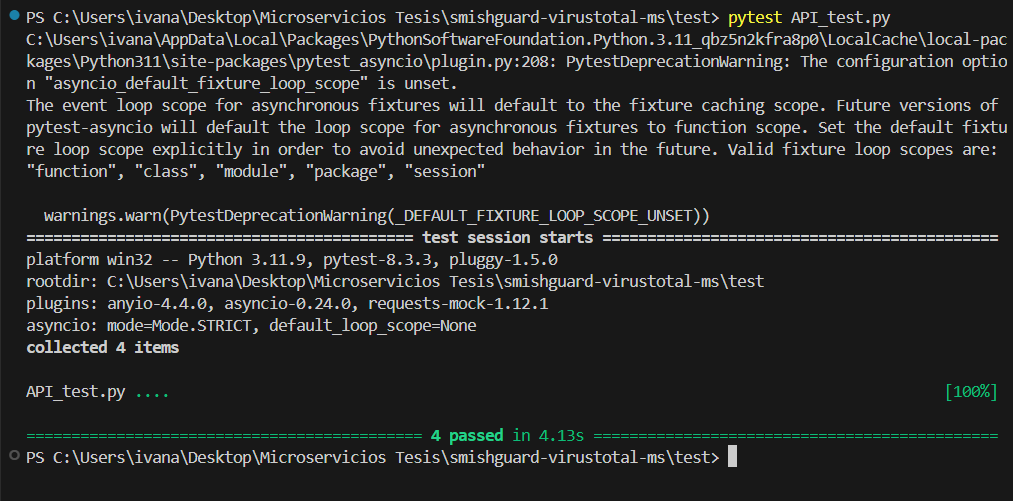 PS C:\Users\ivana\Desktop\Microservicios Tesis\smishguard-virustotal-ms\test> pytest API_test.py
C:\Users\ivana\AppData\Local\Packages\PythonSoftwareFoundation.Python.3.11_qbz5n2kfra8p0\LocalCache\local-pac
kages\Python311\site-packages\pytest_asyncio\plugin.py:208: PytestDeprecationWarning: The configuration optio
n "asyncio_default_fixture_loop_scope" is unset.
The event loop scope for asynchronous fixtures will default to the fixture caching scope. Future versions of
pytest-asyncio will default the loop scope for asynchronous fixtures to function scope. Set the default fixtu
re loop scope explicitly in order to avoid unexpected behavior in the future. Valid fixture loop scopes are:
"function", "class", "module", "package", "session"
warnings.warn(PytestDeprecationWarning(_DEFAULT_FIXTURE_LOOP_SCOPE_UNSET))
=========================================== test session starts ============================================
platform win32 -- Python 3.11.9, pytest-8.3.3, pluggy-1.5.0
rootdir: C:\Users\ivana\Desktop\Microservicios Tesis\smishguard-virustotal-ms\test
plugins: anyio-4.4.0, asyncio-0.24.0, requests-mock-1.12.1
asyncio: mode=Mode.STRICT, default_loop_scope=None
collected 4 items
API_test.py .... [100%]
============================================ 4 passed in 4.13s =============================================
PS C:\Users\ivana\Desktop\Microservicios Tesis\smishguard-virustotal-ms\test>